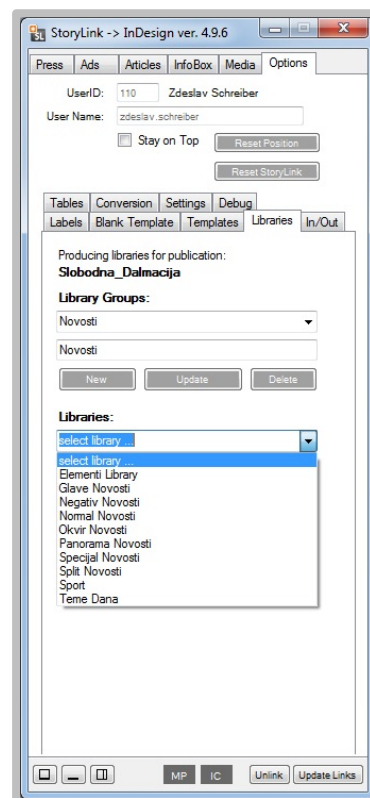 StoryLink -> InDesign ver. 4.9.6
Press Ads Articles InfoBox Media Options
UserID: 110 Zdeslav Schreiber
User Name: zdeslav.schreiber
Stay on Top Reset Position
Reset StoryLink
Tables Conversion Settings Debug
Labels Blank Template Templates Libraries In/Out
Producing libraries for publication:
Slobodna_Dalmacija
Library Groups:
Novosti
Novosti
New Update Delete
Libraries:
select library ...
select library ...
Elementi Library
Glave Novosti
Negativ Novosti
Normal Novosti
Okvir Novosti
Panorama Novosti
Specijal Novosti
Split Novosti
Sport
Teme Dana
MP IC Unlink Update Links